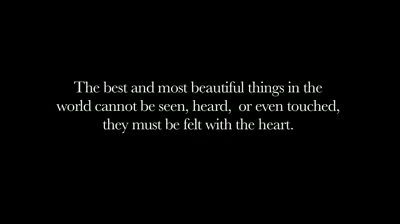 The best and most beautiful things in the
world cannot be seen, heard,  or even touched,
they must be felt with the heart.